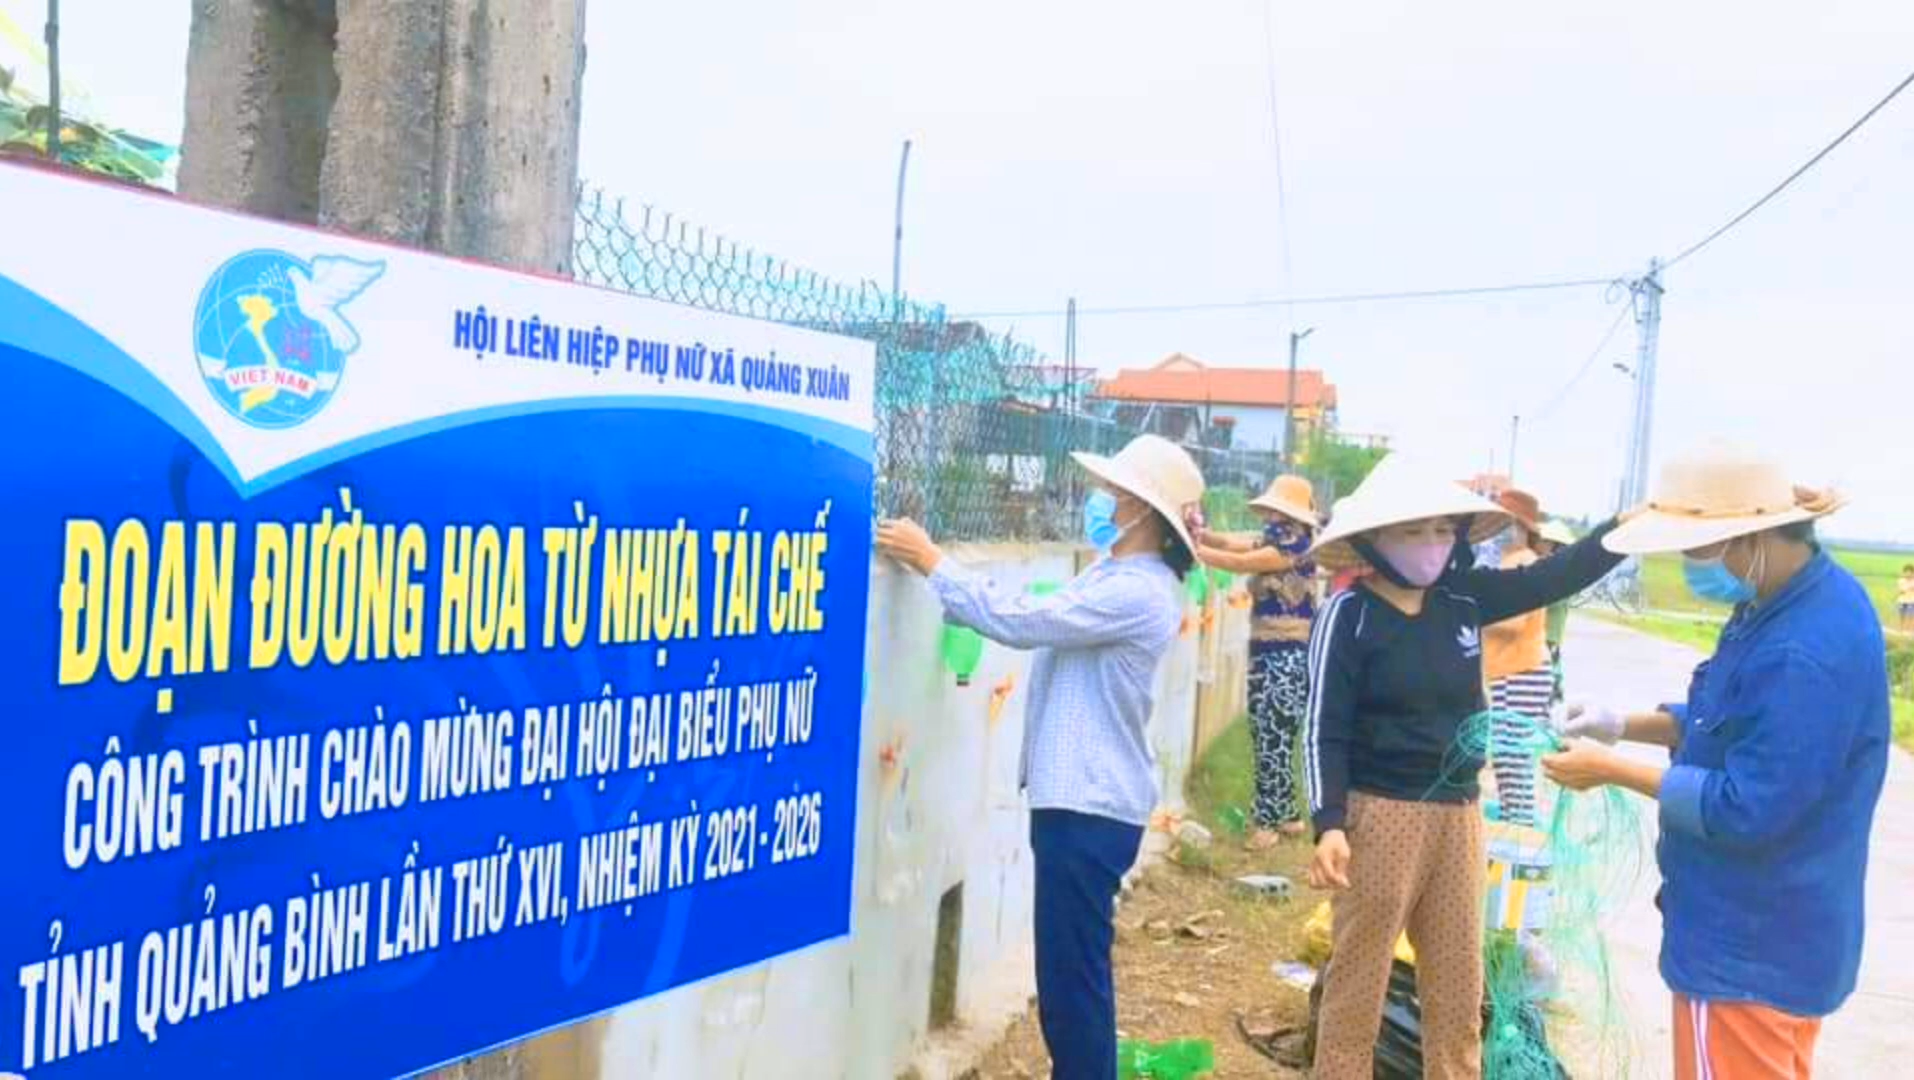 VIỆT NAM
HỘI LIÊN HIỆP PHỤ NỮ XÃ QUẢNG XUÂN
ĐOẠN ĐƯỜNG HOA TỪ NHỰA TÁI CHẾ
CÔNG TRÌNH CHÀO MỪNG ĐẠI HỘI ĐẠI BIỂU PHỤ NỮ
TỈNH QUẢNG BÌNH LẦN THỨ XVI, NHIỆM KỲ 2021-2026